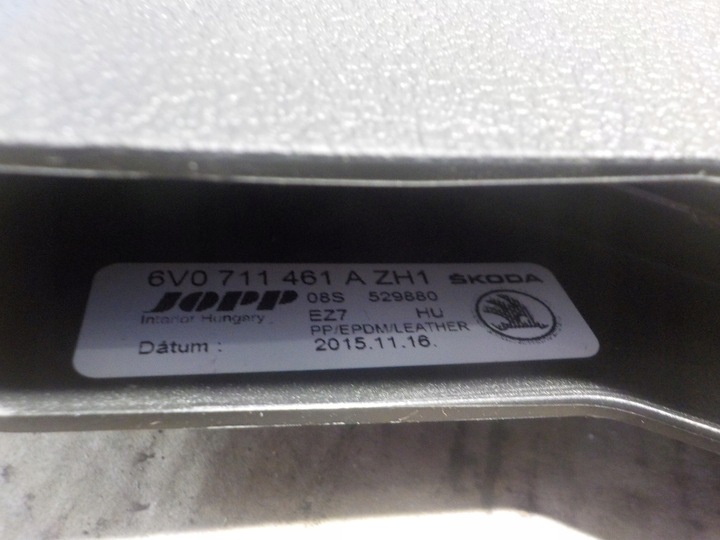 6V0 711 461 A ZH1 ŠKODA
JOPP 08S 529880
Interior Hungary EZ7 HU
PP/EPDM/LEATHER
Dátum : 2015.11.16.